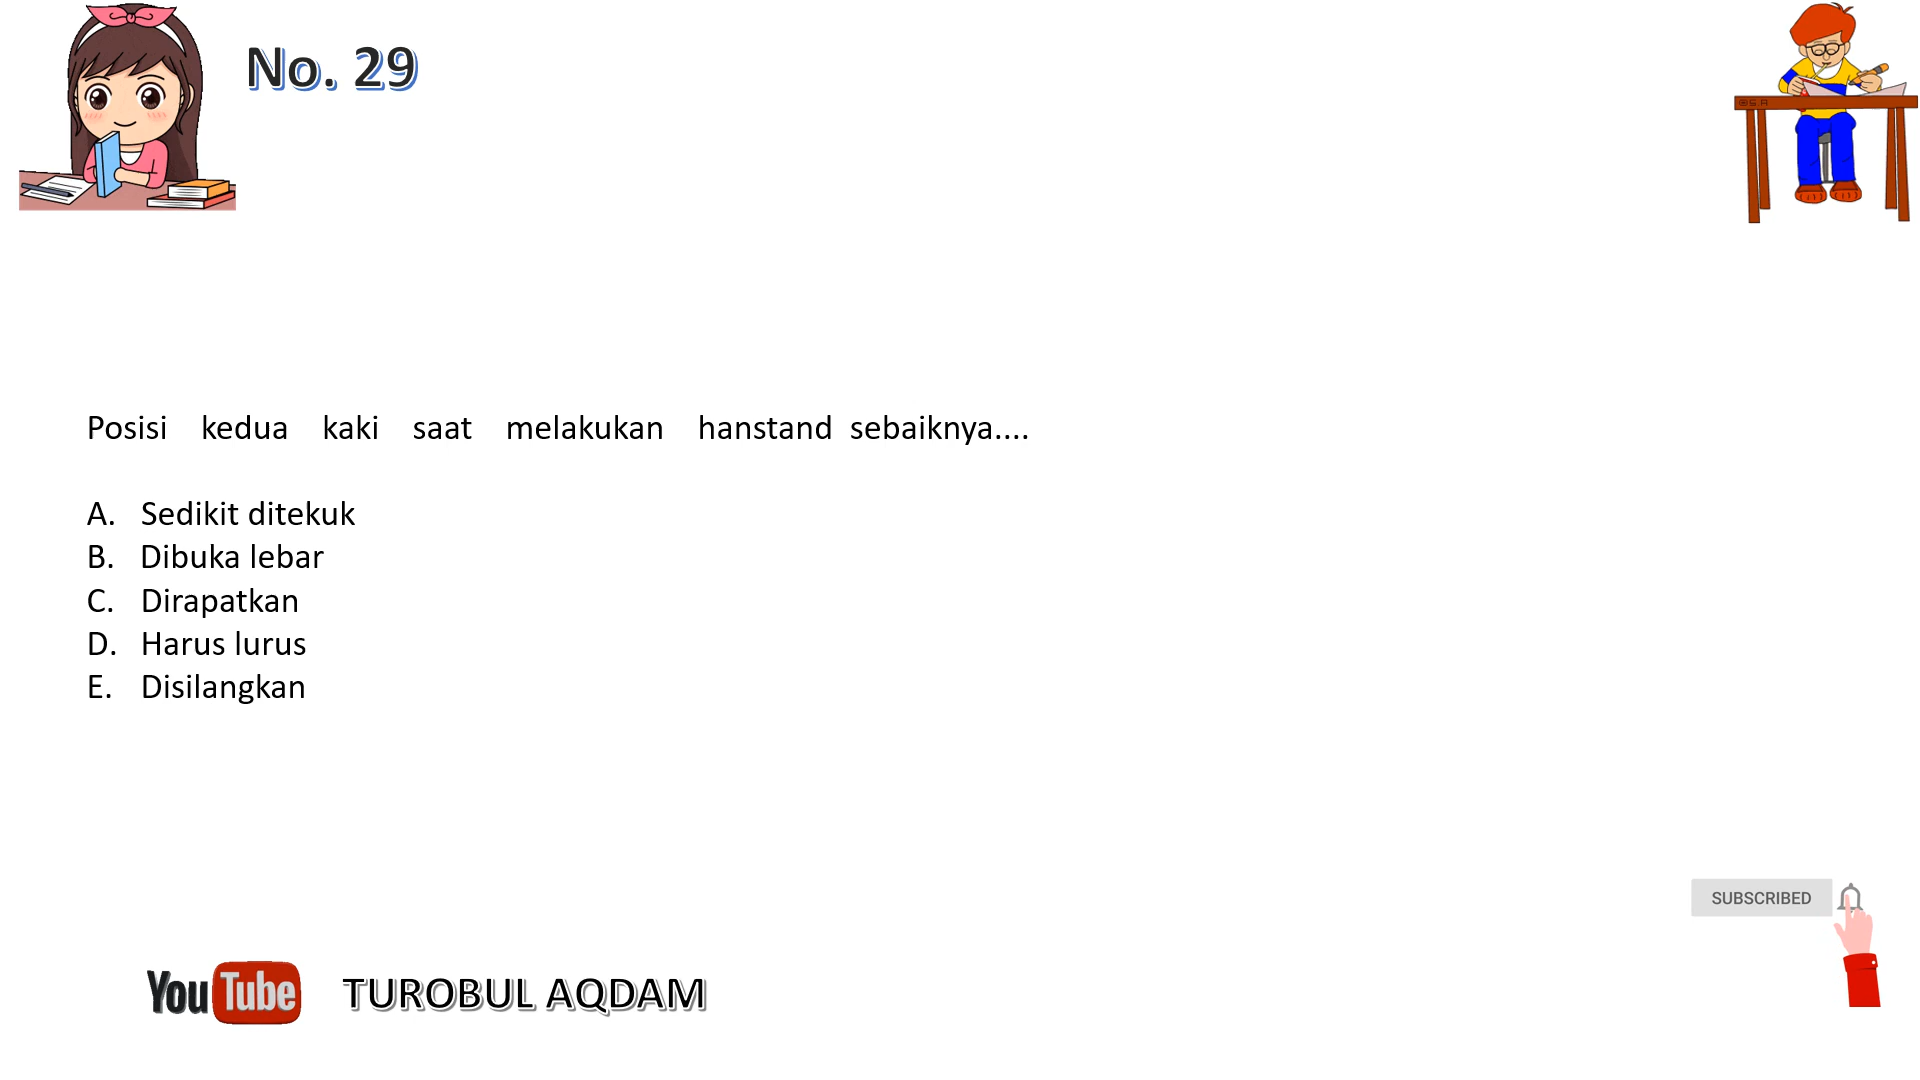 No. 29
Posisi kedua kaki saat melakukan hanstand sebaiknya....
A. Sedikit ditekuk
B. Dibuka lebar
C. Dirapatkan
D. Harus lurus
E. Disilangkan
SUBSCRIBED
YouTube TUROBUL AQDAM